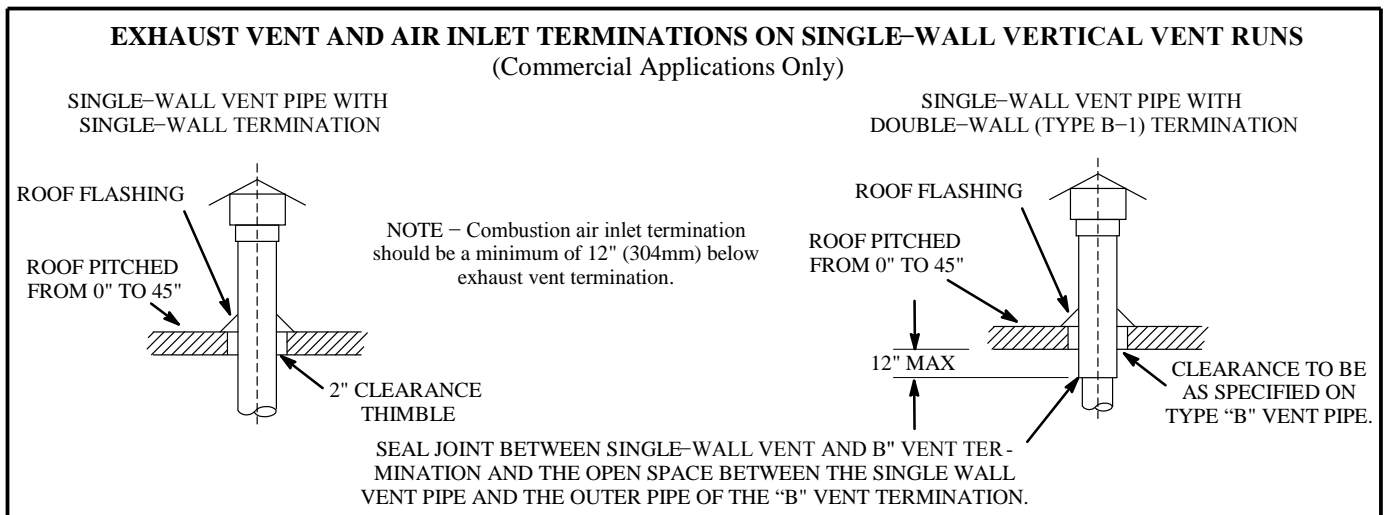 EXHAUST VENT AND AIR INLET TERMINATIONS ON SINGLE−WALL VERTICAL VENT RUNS
(Commercial Applications Only)
SINGLE−WALL VENT PIPE WITH
SINGLE−WALL TERMINATION
ROOF FLASHING
ROOF PITCHED
FROM 0" TO 45"
2" CLEARANCE
THIMBLE
NOTE − Combustion air inlet termination
should be a minimum of 12" (304mm) below
exhaust vent termination.
SINGLE−WALL VENT PIPE WITH
DOUBLE−WALL (TYPE B−1) TERMINATION
ROOF FLASHING
ROOF PITCHED
FROM 0" TO 45"
12" MAX
CLEARANCE TO BE
AS SPECIFIED ON
TYPE “B" VENT PIPE.
SEAL JOINT BETWEEN SINGLE−WALL VENT AND B" VENT TER-
MINATION AND THE OPEN SPACE BETWEEN THE SINGLE WALL
VENT PIPE AND THE OUTER PIPE OF THE “B" VENT TERMINATION.